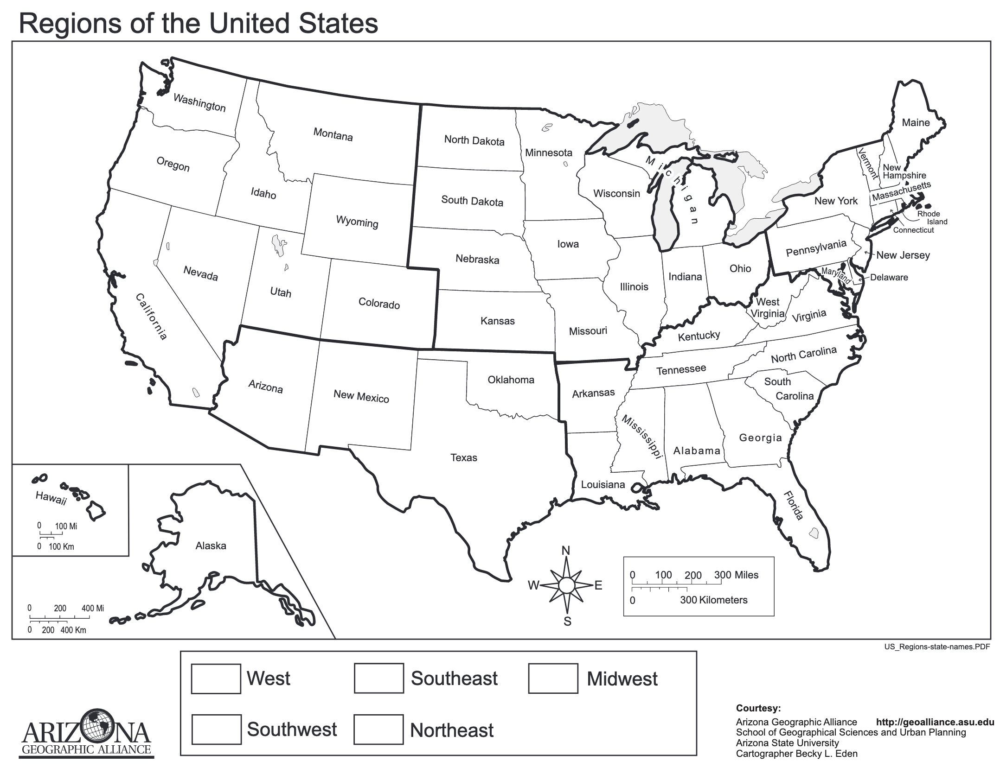 Regions of the United States
Washington
Montana
North Dakota
Minnesota
Maine
Oregon
Idaho
Wyoming
South Dakota
Wisconsin
Michigan
Vermont
New
Hampshire
Massachusetts
New York
Rhode
Island
Connecticut
Nevada
Utah
Colorado
Nebraska
Iowa
Illinois
Indiana
Ohio
Pennsylvania
New Jersey
Maryland
Delaware
California
Kansas
Missouri
West
Virginia
Virginia
Kentucky
North Carolina
Tennessee
South
Carolina
Arizona
New Mexico
Oklahoma
Arkansas
Mississippi
Alabama
Georgia
Texas
Louisiana
Florida
Hawaii
0 100 Mi
0 100 Km
Alaska
0 200 400 Mi
0 200 400 Km
N
W E
S
0 100 200 300 Miles
0 300 Kilometers
US_Regions-state-names.PDF
West Southeast Midwest
Southwest Northeast
ARIZONA
GEOGRAPHIC ALLIANCE
Courtesy:
Arizona Geographic Alliance http://geoalliance.asu.edu
School of Geographical Sciences and Urban Planning
Arizona State University
Cartographer Becky L. Eden